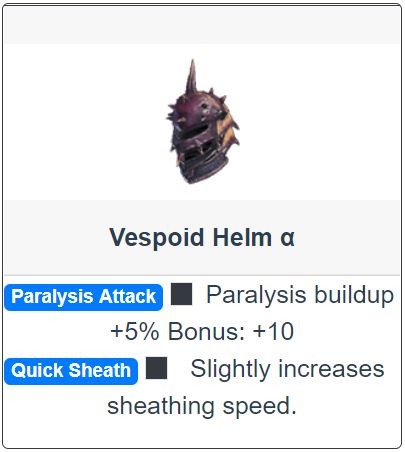 Vespoid Helm α
Paralysis Attack Paralysis buildup
+5% Bonus: +10
Quick Sheath Slightly increases
sheathing speed.